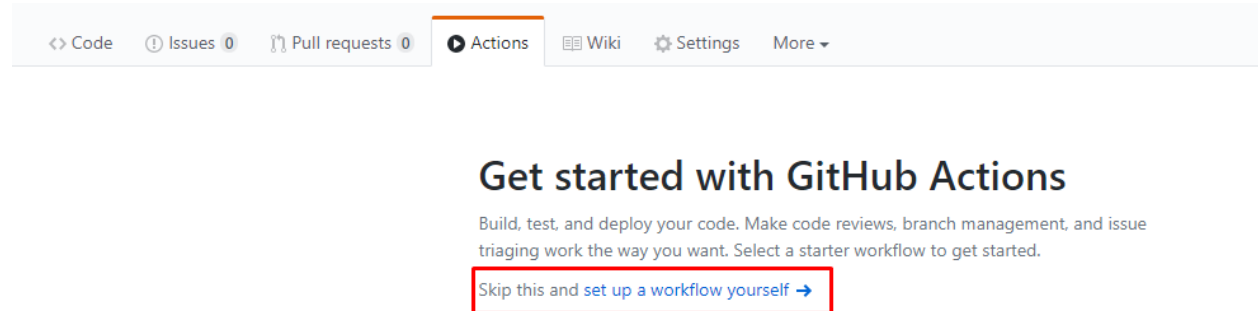 <> Code Issues 0 Pull requests 0 Actions Wiki Settings More
Get started with GitHub Actions
Build, test, and deploy your code. Make code reviews, branch management, and issue
triaging work the way you want. Select a starter workflow to get started.
Skip this and set up a workflow yourself →